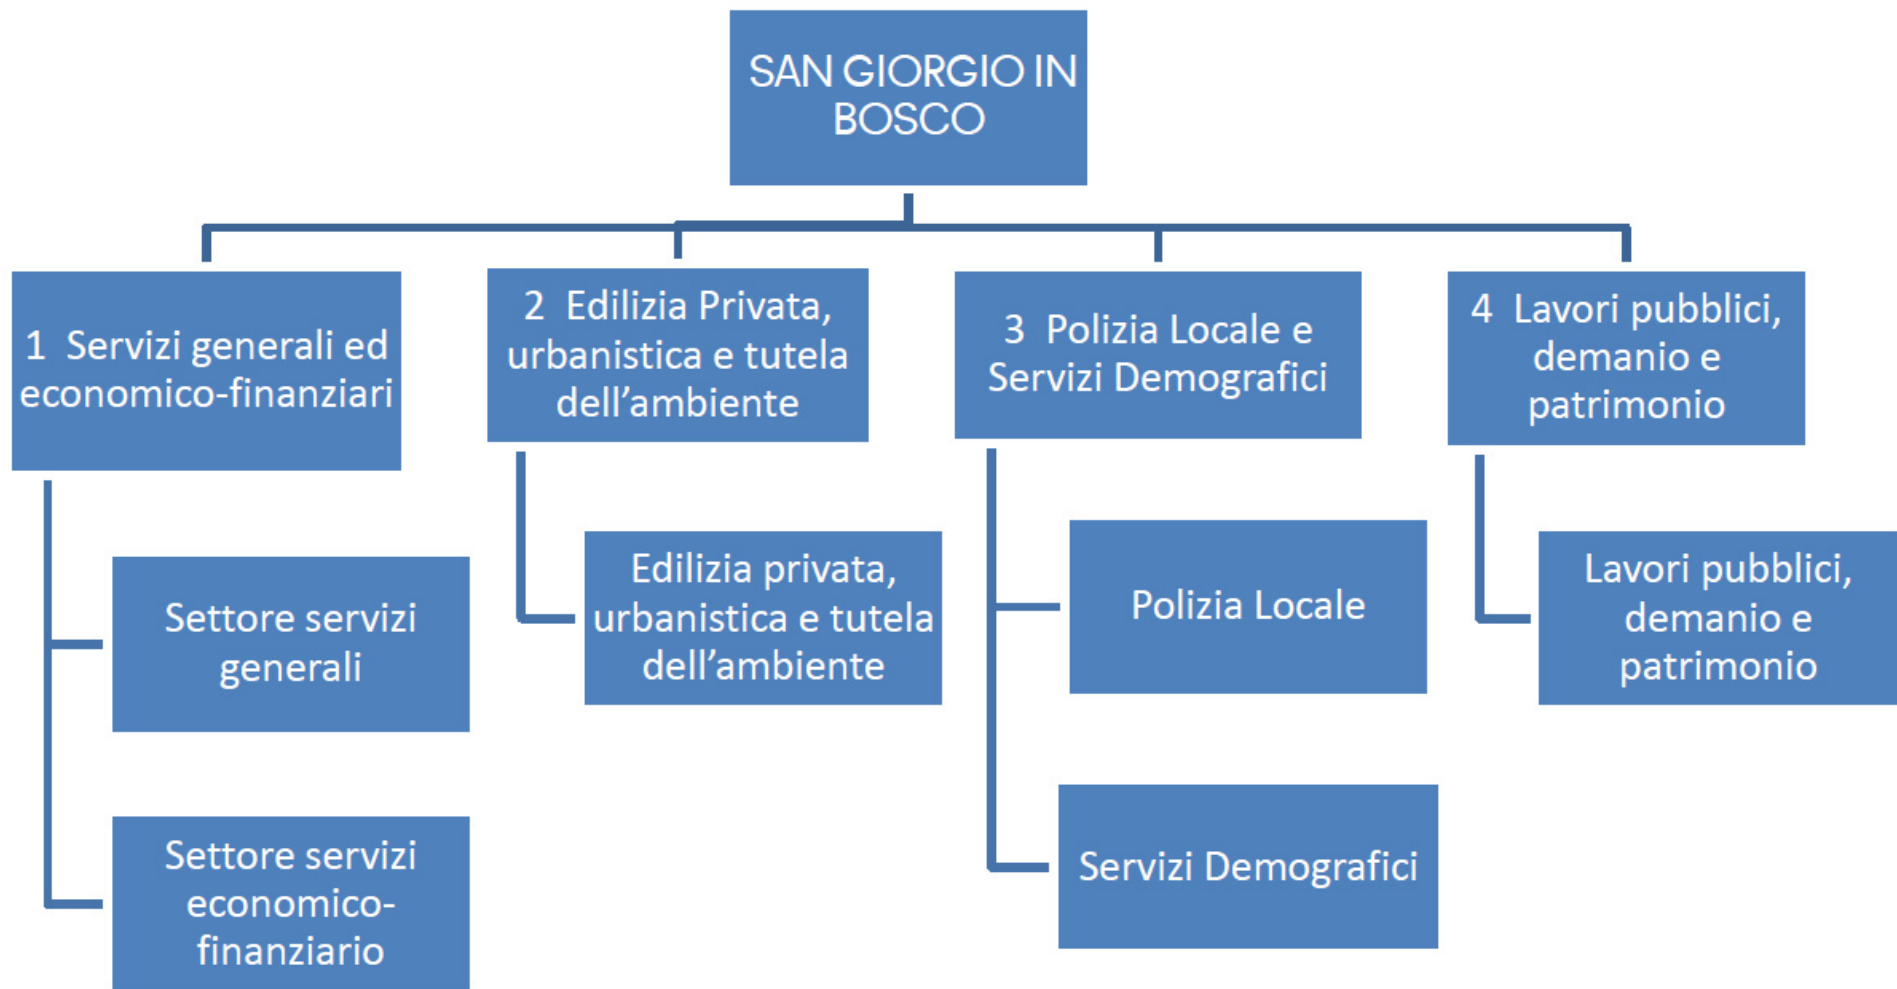 SAN GIORGIO IN
BOSCO
1 Servizi generali ed
economico-finanziari
Settore servizi
generali
Settore servizi
economico-
finanziario
2 Edilizia Privata,
urbanistica e tutela
dell’ambiente
Edilizia privata,
urbanistica e tutela
dell’ambiente
3 Polizia Locale e
Servizi Demografici
Polizia Locale
Servizi Demografici
4 Lavori pubblici,
demanio e
patrimonio
Lavori pubblici,
demanio e
patrimonio